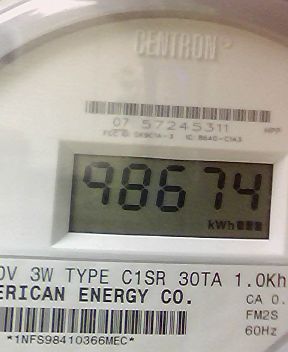 CENTRON
07 57245311
98674
kWh
0V 3W TYPE C1SR 30TA 1.0Kh
ERICAN ENERGY CO.
CA 0.
FM2S
60Hz
*1NFS98410366MEC*